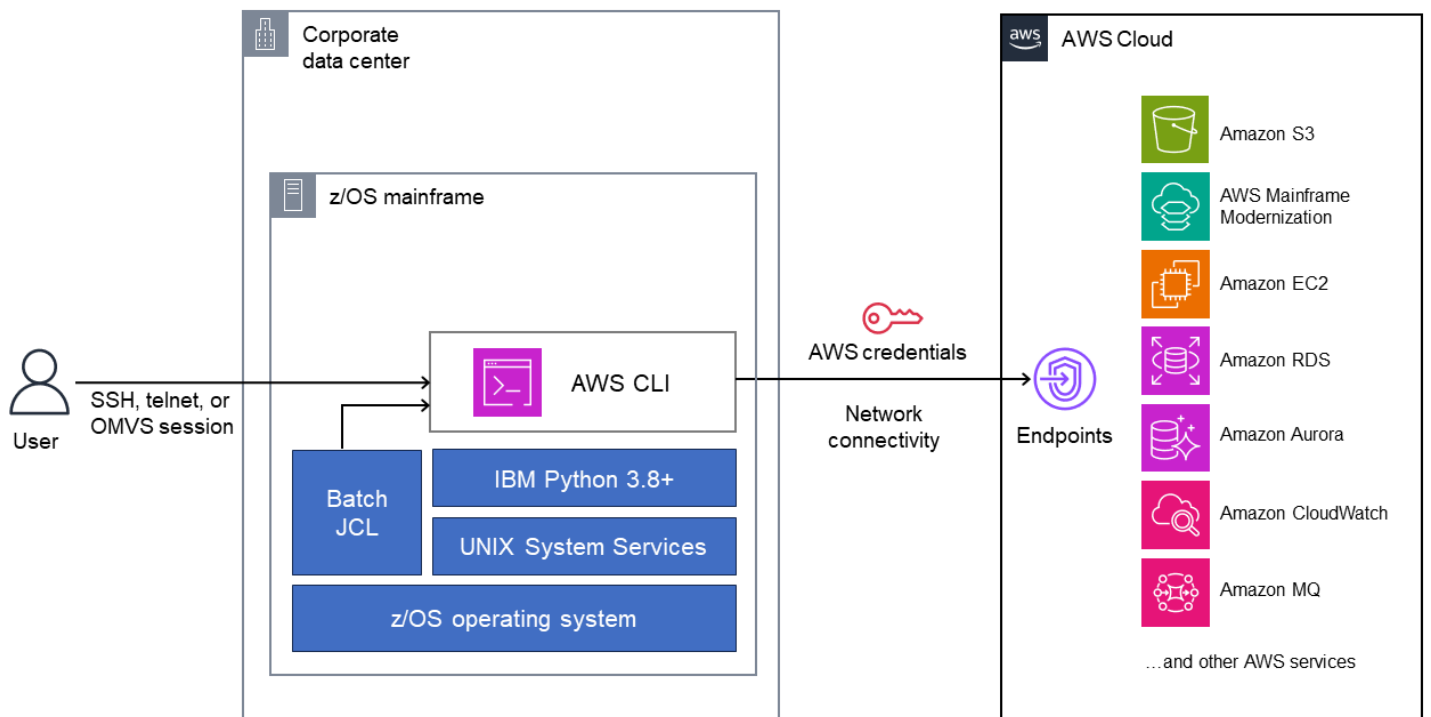 Corporate
data center
z/OS mainframe
User
SSH, telnet, or
OMVS session
AWS CLI
Batch
JCL
IBM Python 3.8+
UNIX System Services
z/OS operating system
AWS credentials
Network
connectivity
aws
AWS Cloud
Endpoints
Amazon S3
AWS Mainframe
Modernization
Amazon EC2
Amazon RDS
Amazon Aurora
Amazon CloudWatch
Amazon MQ
...and other AWS services